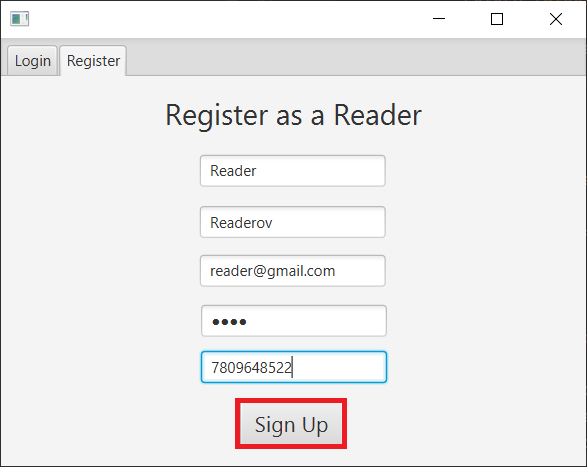 Login Register
Register as a Reader
Reader
Readerov
reader@gmail.com
••••
7809648522
Sign Up